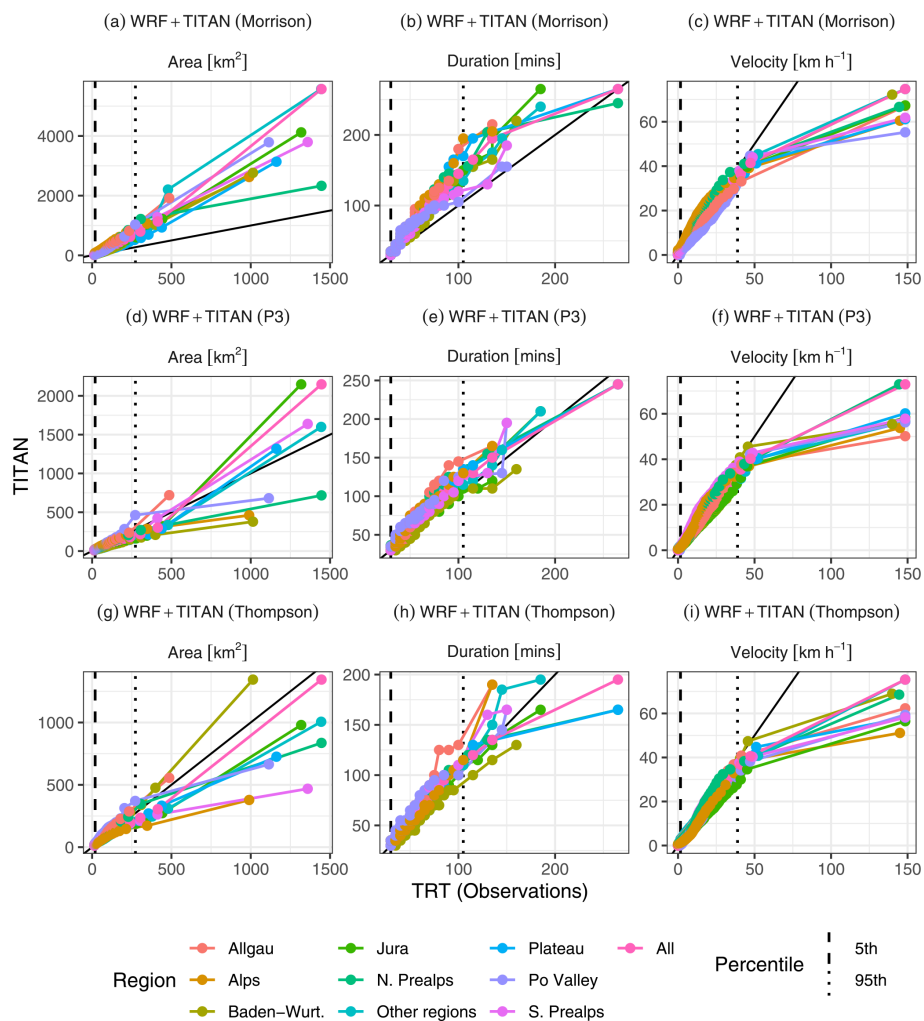 (a) WRF+TITAN (Morrison) (b) WRF+TITAN (Morrison) (c) WRF+TITAN (Morrison)
Area [km²] Duration [mins] Velocity [km h⁻¹]
4000
2000
0
200
100
60
40
20
0
0 500 1000 1500 100 200 0 50 100 150
(d) WRF+TITAN (P3) (e) WRF+TITAN (P3) (f) WRF+TITAN (P3)
Area [km²] Duration [mins] Velocity [km h⁻¹]
2000
1500
1000
500
0
250
200
150
100
50
60
40
20
0
0 500 1000 1500 100 200 0 50 100 150
TITAN
(g) WRF+TITAN (Thompson) (h) WRF+TITAN (Thompson) (i) WRF+TITAN (Thompson)
Area [km²] Duration [mins] Velocity [km h⁻¹]
1000
500
0
200
150
100
50
60
40
20
0
0 500 1000 1500 100 200 0 50 100 150
TRT (Observations)
Region
Allgau Jura Plateau All
Alps N. Prealps Po Valley
Baden−Wurt. Other regions S. Prealps
Percentile
5th
95th